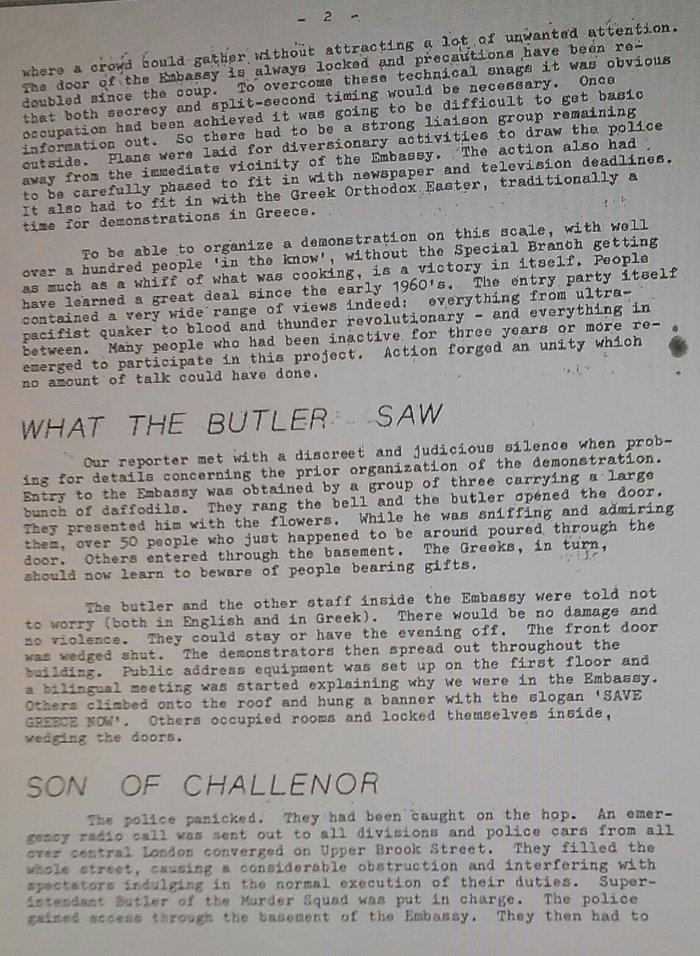 - 2 -
where a crowd could gather without attracting a lot of unwanted attention.
The door of the Embassy is always locked and precautions have been re-
doubled since the coup. To overcome these technical snags it was obvious
that both secrecy and split-second timing would be necessary. Once
occupation had been achieved it was going to be difficult to get basic
information out. So there had to be a strong liaison group remaining
outside. Plans were laid for diversionary activities to draw the police
away from the immediate vicinity of the Embassy. The action also had
to be carefully phased to fit in with newspaper and television deadlines.
It also had to fit in with the Greek Orthodox Easter, traditionally a
time for demonstrations in Greece.
To be able to organize a demonstration on this scale, with well
over a hundred people 'in the know', without the Special Branch getting
as much as a whiff of what was cooking, is a victory in itself. People
have learned a great deal since the early 1960's. The entry party itself
contained a very wide range of views indeed: everything from ultra-
pacifist quaker to blood and thunder revolutionary - and everything in
between. Many people who had been inactive for three years or more re-
emerged to participate in this project. Action forged an unity which
no amount of talk could have done.
WHAT THE BUTLER SAW
Our reporter met with a discreet and judicious silence when prob-
ing for details concerning the prior organization of the demonstration.
Entry to the Embassy was obtained by a group of three carrying a large
bunch of daffodils. They rang the bell and the butler opened the door.
They presented him with the flowers. While he was sniffing and admiring
them, over 50 people who just happened to be around poured through the
door. Others entered through the basement. The Greeks, in turn,
should now learn to beware of people bearing gifts.
The butler and the other staff inside the Embassy were told not
to worry (both in English and in Greek). There would be no damage and
no violence. They could stay or have the evening off. The front door
was wedged shut. The demonstrators then spread out throughout the
building. Public address equipment was set up on the first floor and
a bilingual meeting was started explaining why we were in the Embassy.
Others climbed onto the roof and hung a banner with the slogan 'SAVE
GREECE NOW'. Others occupied rooms and locked themselves inside,
wedging the doors.
SON OF CHALLENOR
The police panicked. They had been caught on the hop. An emer-
gency radio call was sent out to all divisions and police cars from all
over central London converged on Upper Brook Street. They filled the
whole street, causing a considerable obstruction and interfering with
spectators indulging in the normal execution of their duties. Super-
intendant Butler of the Murder Squad was put in charge. The police
gained access through the basement of the Embassy. They then had to